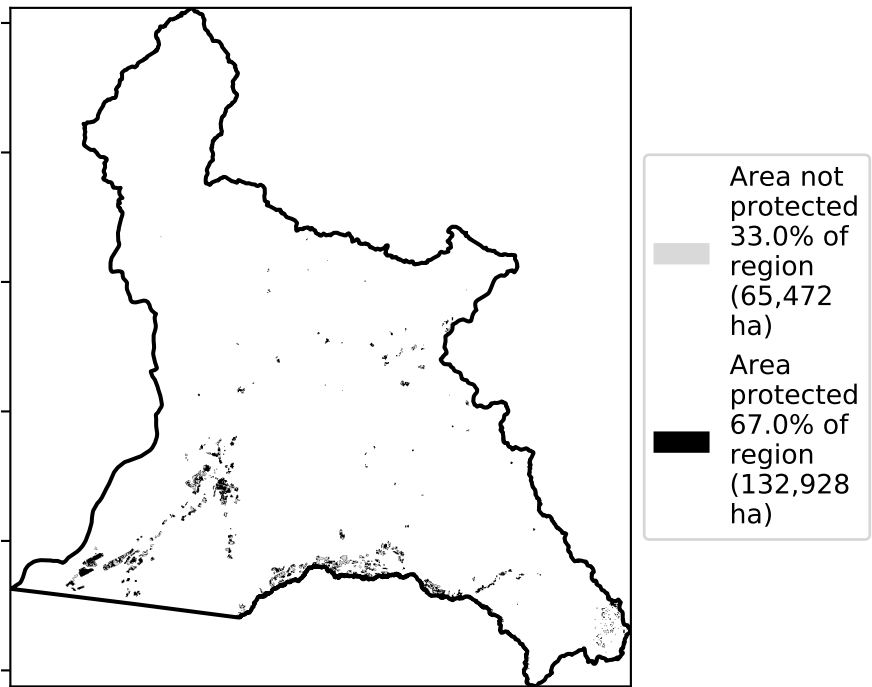 Area not
protected
33.0% of
region
(65,472
ha)
Area
protected
67.0% of
region
(132,928
ha)